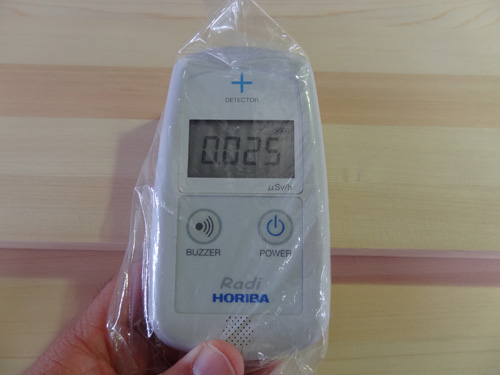 DETECTOR
0.025
µSv/h
BUZZER POWER
Radi
HORIBA